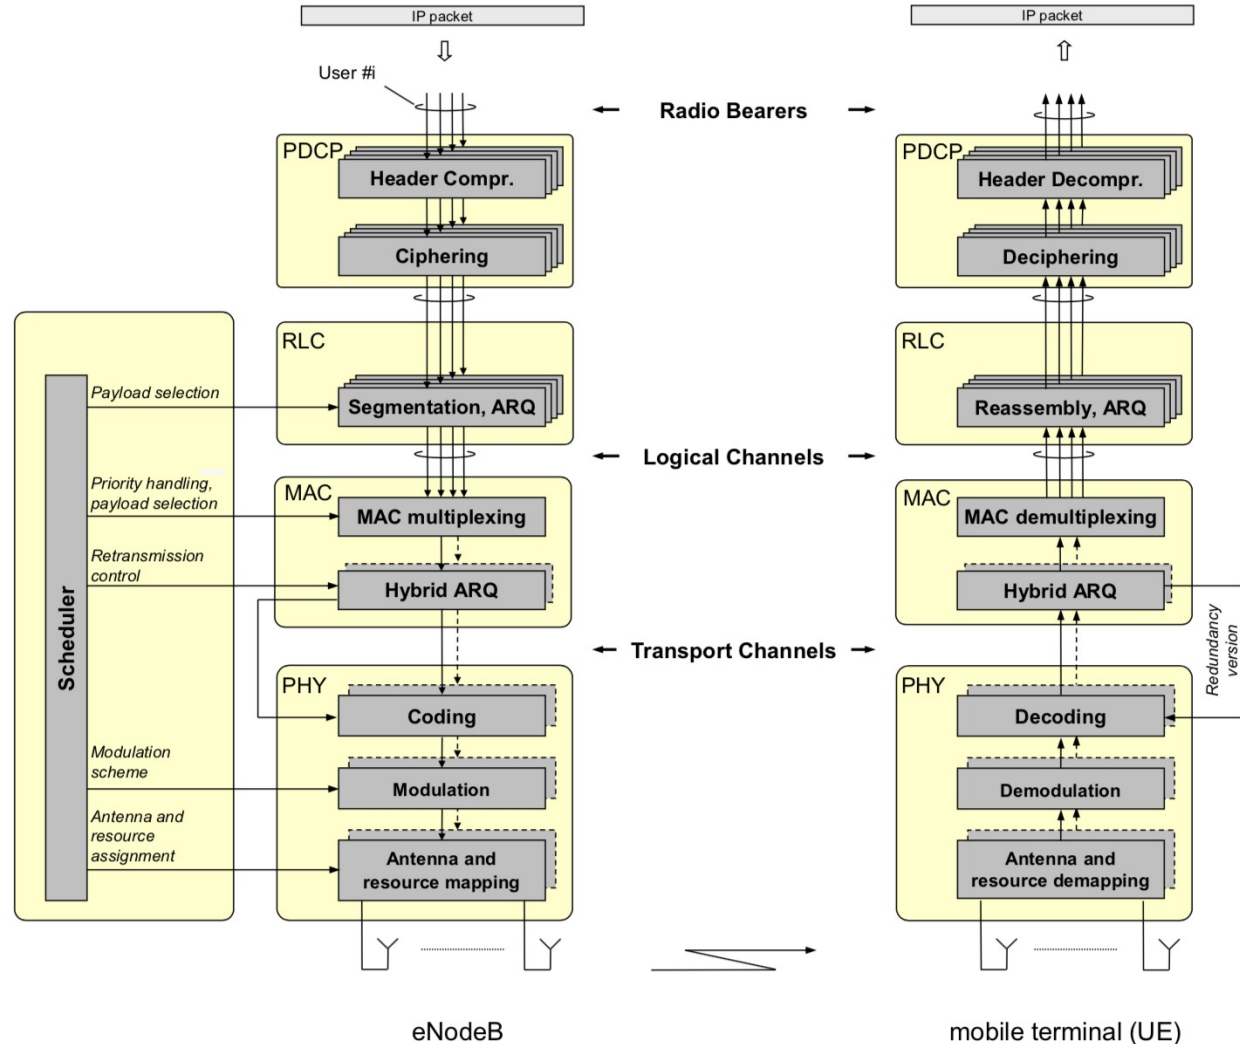 IP packet
IP packet
User #i
Radio Bearers
PDCP
Header Compr.
Ciphering
PDCP
Header Decompr.
Deciphering
RLC
Segmentation, ARQ
RLC
Reassembly, ARQ
Logical Channels
Scheduler
Payload selection
Priority handling,
payload selection
Retransmission
control
Modulation
scheme
Antenna and
resource
assignment
MAC
MAC multiplexing
Hybrid ARQ
MAC
MAC demultiplexing
Hybrid ARQ
Redundancy
version
Transport Channels
PHY
Coding
Modulation
Antenna and
resource mapping
PHY
Decoding
Demodulation
Antenna and
resource demapping
eNodeB
mobile terminal (UE)